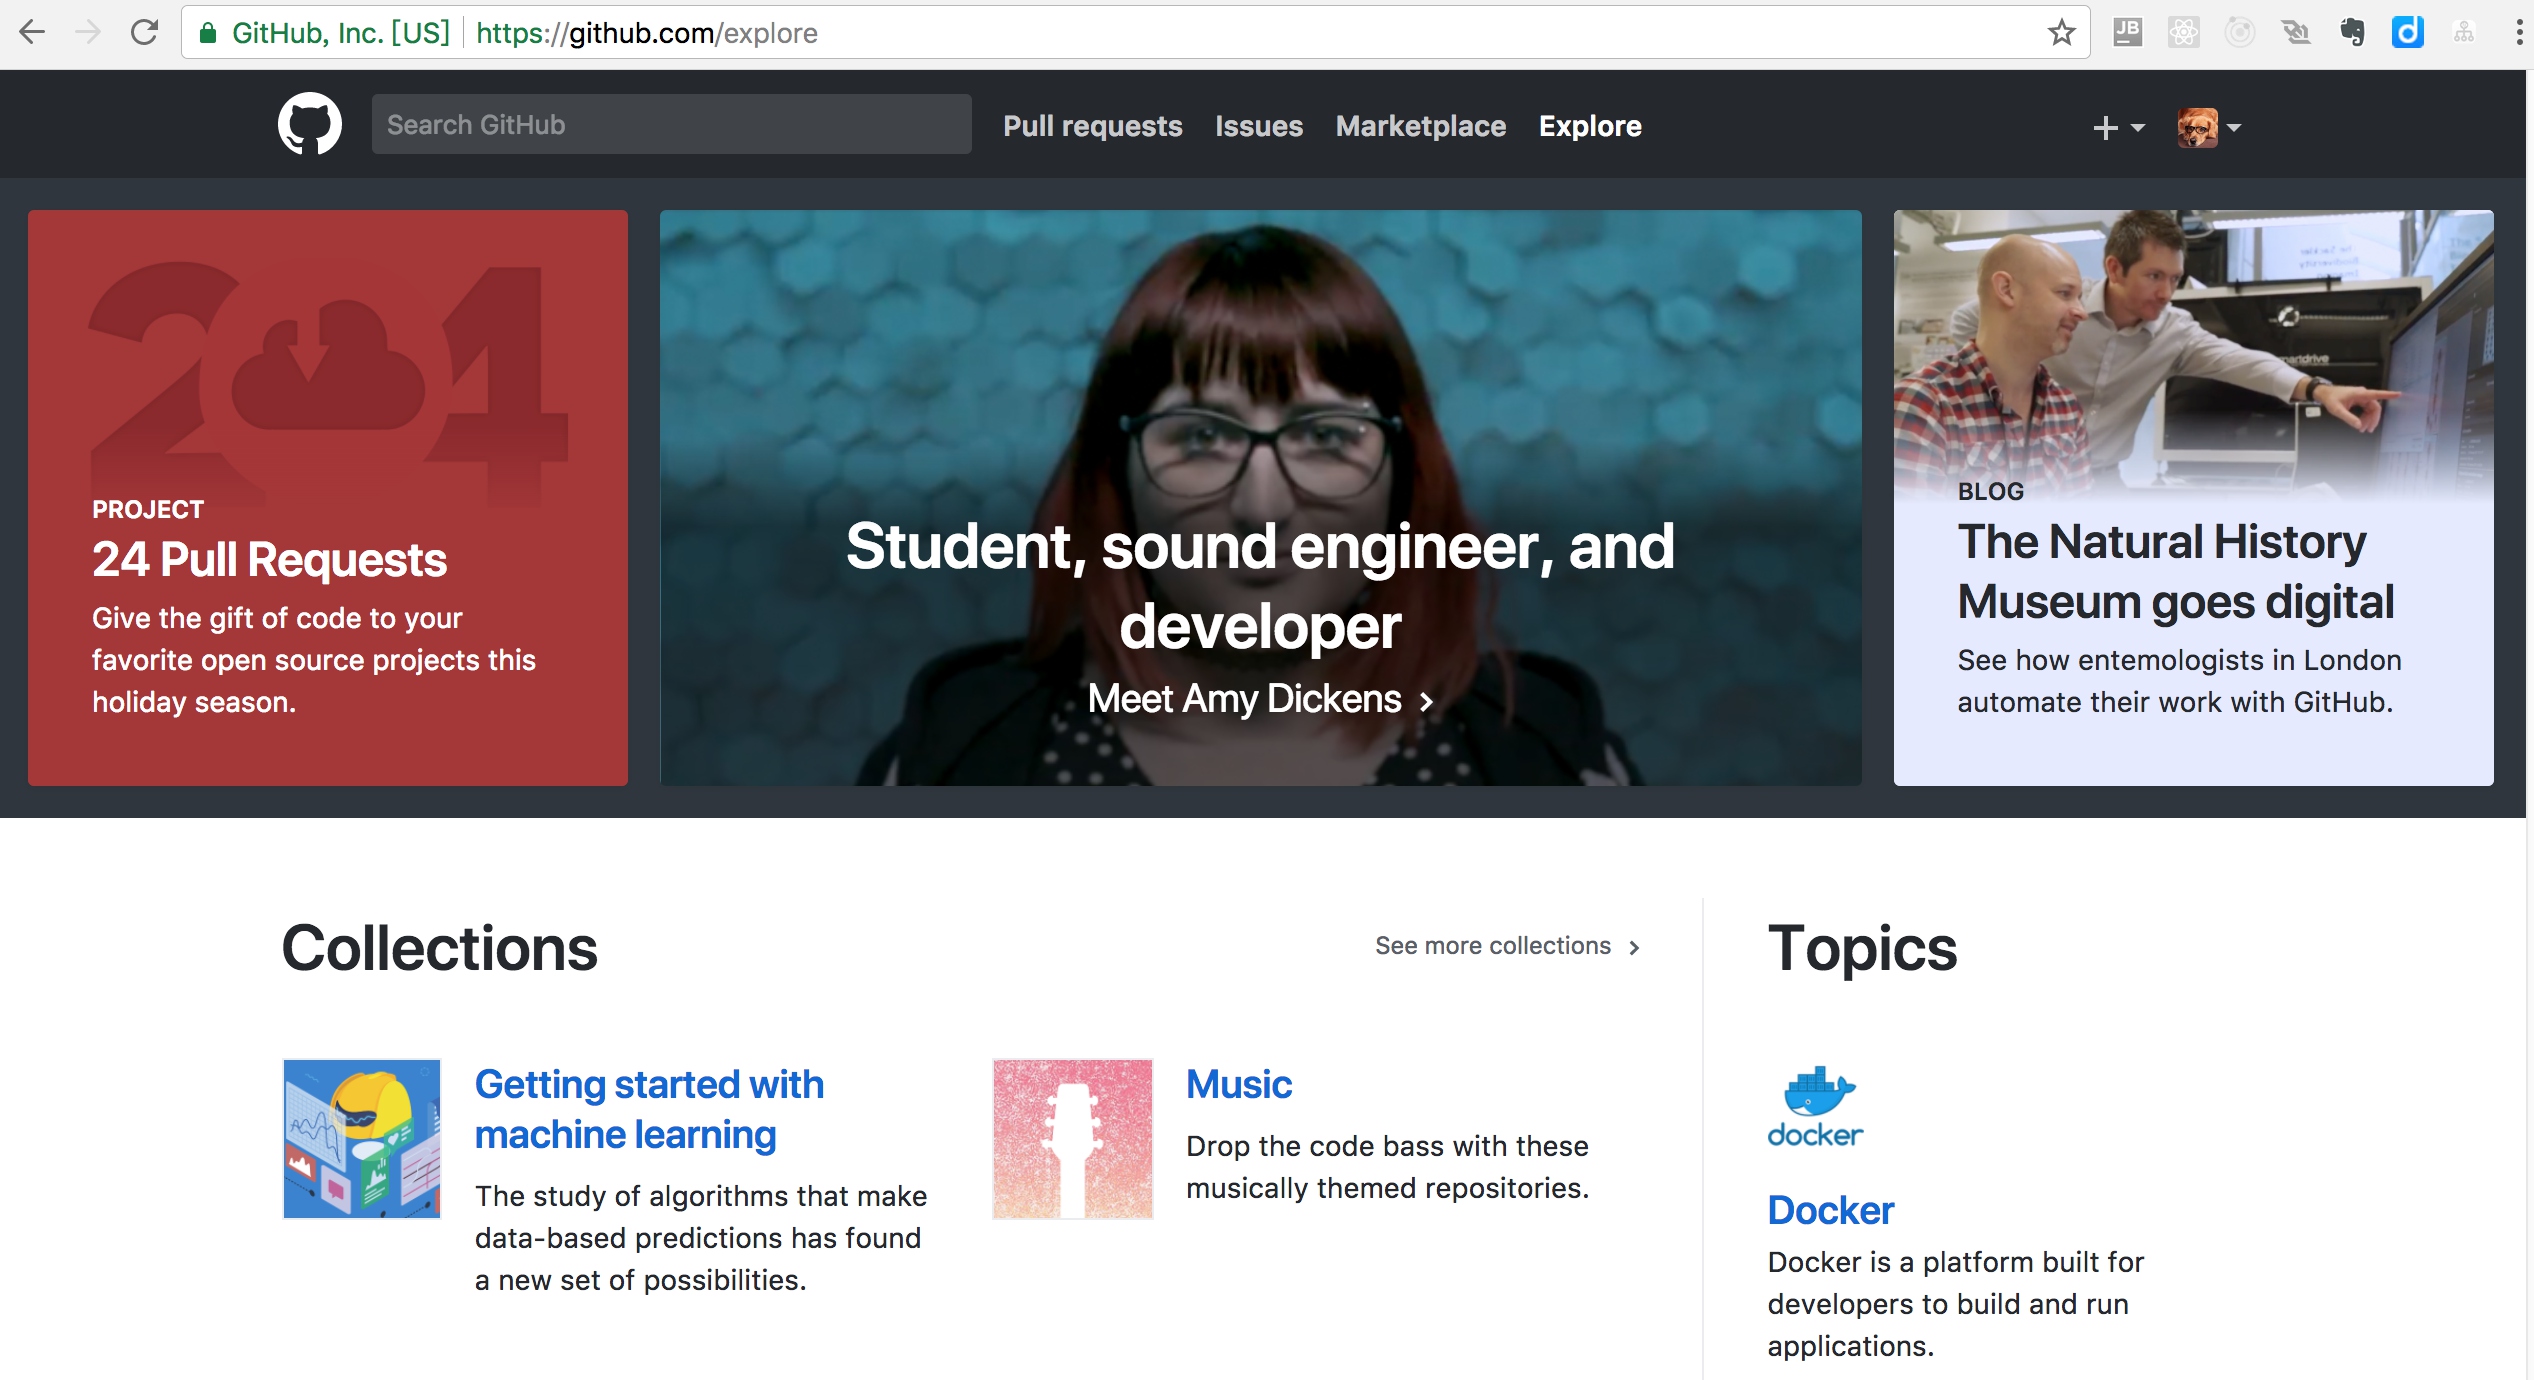 GitHub, Inc. [US] https://github.com/explore
JB
Search GitHub
Pull requests Issues Marketplace Explore
24
PROJECT
24 Pull Requests
Give the gift of code to your
favorite open source projects this
holiday season.
Student, sound engineer, and
developer
Meet Amy Dickens
BLOG
The Natural History
Museum goes digital
See how entemologists in London
automate their work with GitHub.
Collections
See more collections
Getting started with
machine learning
The study of algorithms that make
data-based predictions has found
a new set of possibilities.
Music
Drop the code bass with these
musically themed repositories.
Topics
docker
Docker
Docker is a platform built for
developers to build and run
applications.